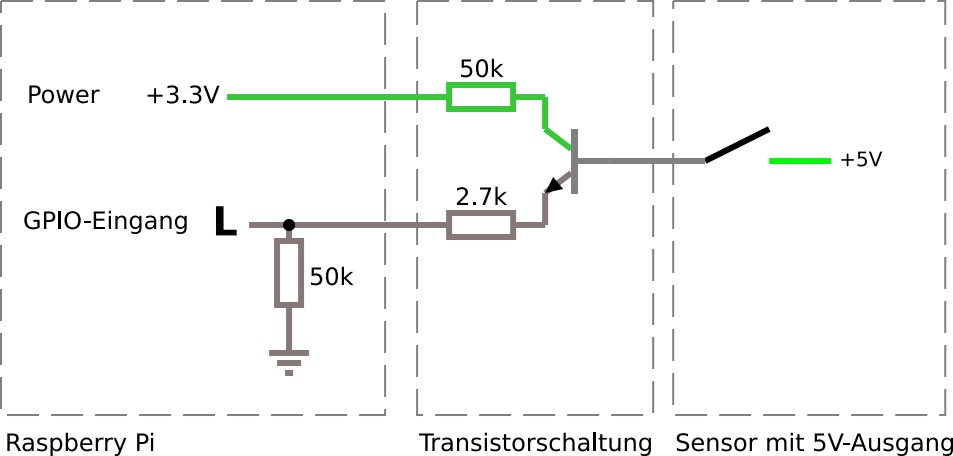 50k
Power +3.3V
+5V
2.7k
GPIO-Eingang L
50k
Raspberry Pi
Transistorschaltung
Sensor mit 5V-Ausgang